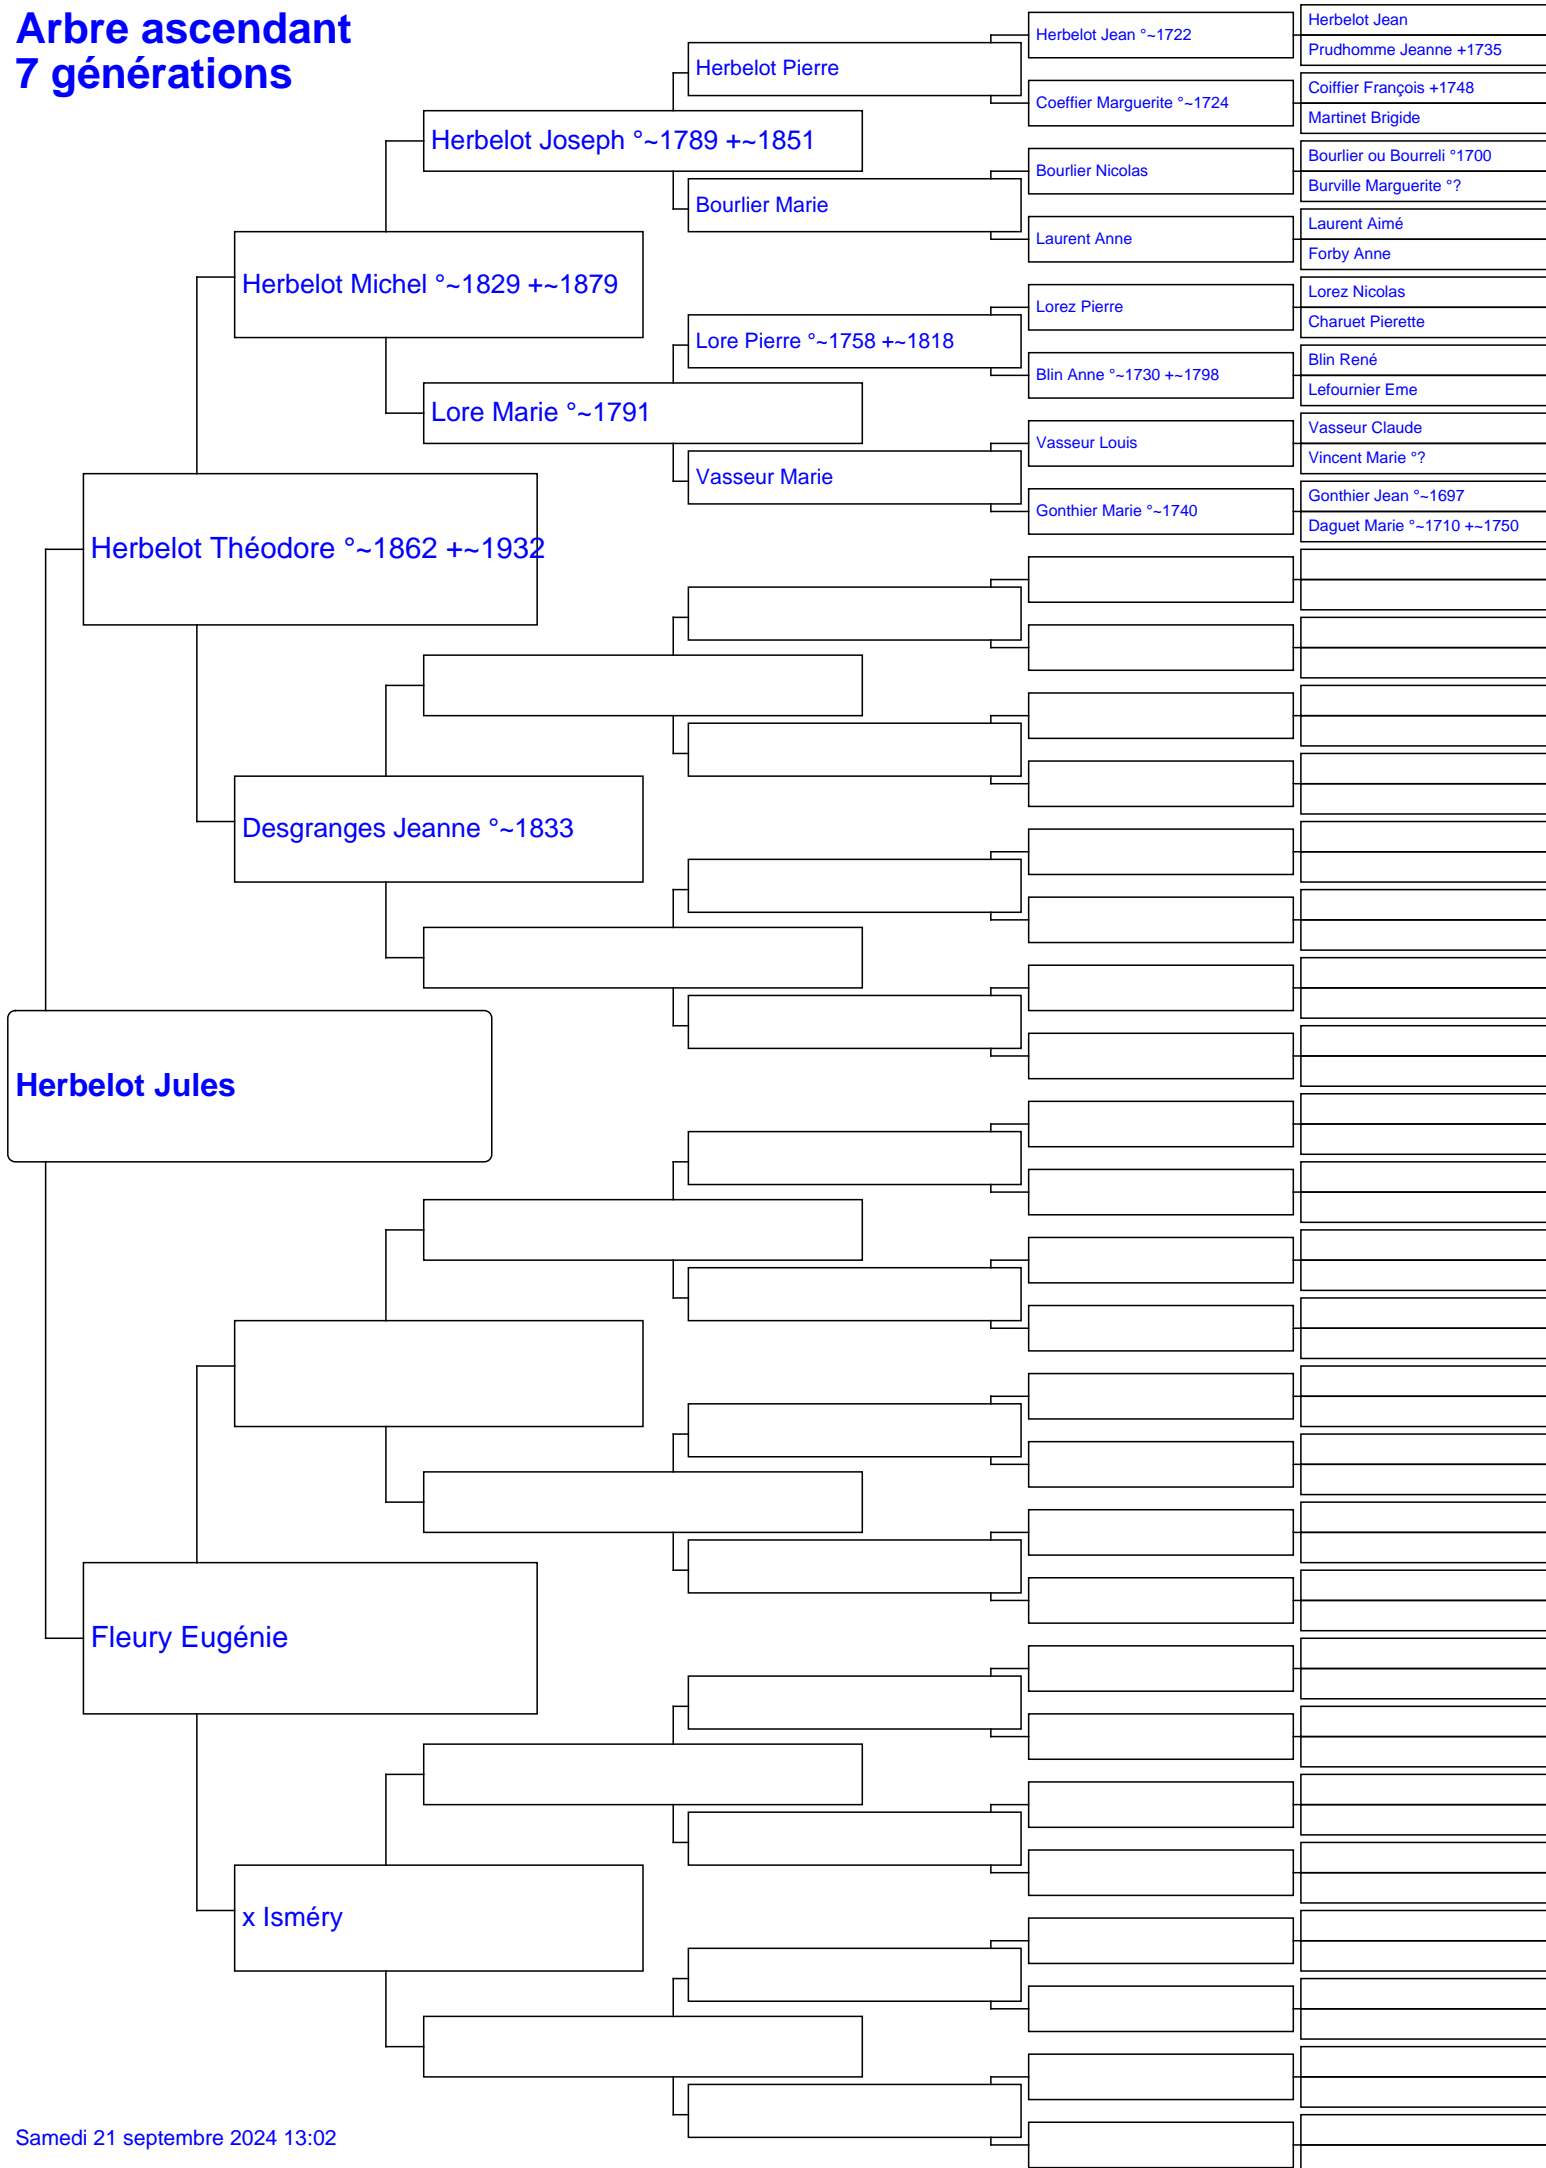 Arbre ascendant
7 générations
Herbelot Jules
Herbelot Théodore °~1862 +~1932
Fleury Eugénie
Herbelot Michel °~1829 +~1879
Desgranges Jeanne °~1833
x Isméry
Herbelot Joseph °~1789 +~1851
Lore Marie °~1791
Herbelot Pierre
Bourlier Marie
Lore Pierre °~1758 +~1818
Vasseur Marie
Herbelot Jean °~1722
Coeffier Marguerite °~1724
Bourlier Nicolas
Laurent Anne
Lorez Pierre
Blin Anne °~1730 +~1798
Vasseur Louis
Gonthier Marie °~1740
Herbelot Jean
Prudhomme Jeanne +1735
Coiffier François +1748
Martinet Brigide
Bourlier ou Bourreli °1700
Burville Marguerite °?
Laurent Aimé
Forby Anne
Lorez Nicolas
Charuet Pierette
Blin René
Lefournier Eme
Vasseur Claude
Vincent Marie °?
Gonthier Jean °~1697
Daguet Marie °~1710 +~1750
Samedi 21 septembre 2024 13:02